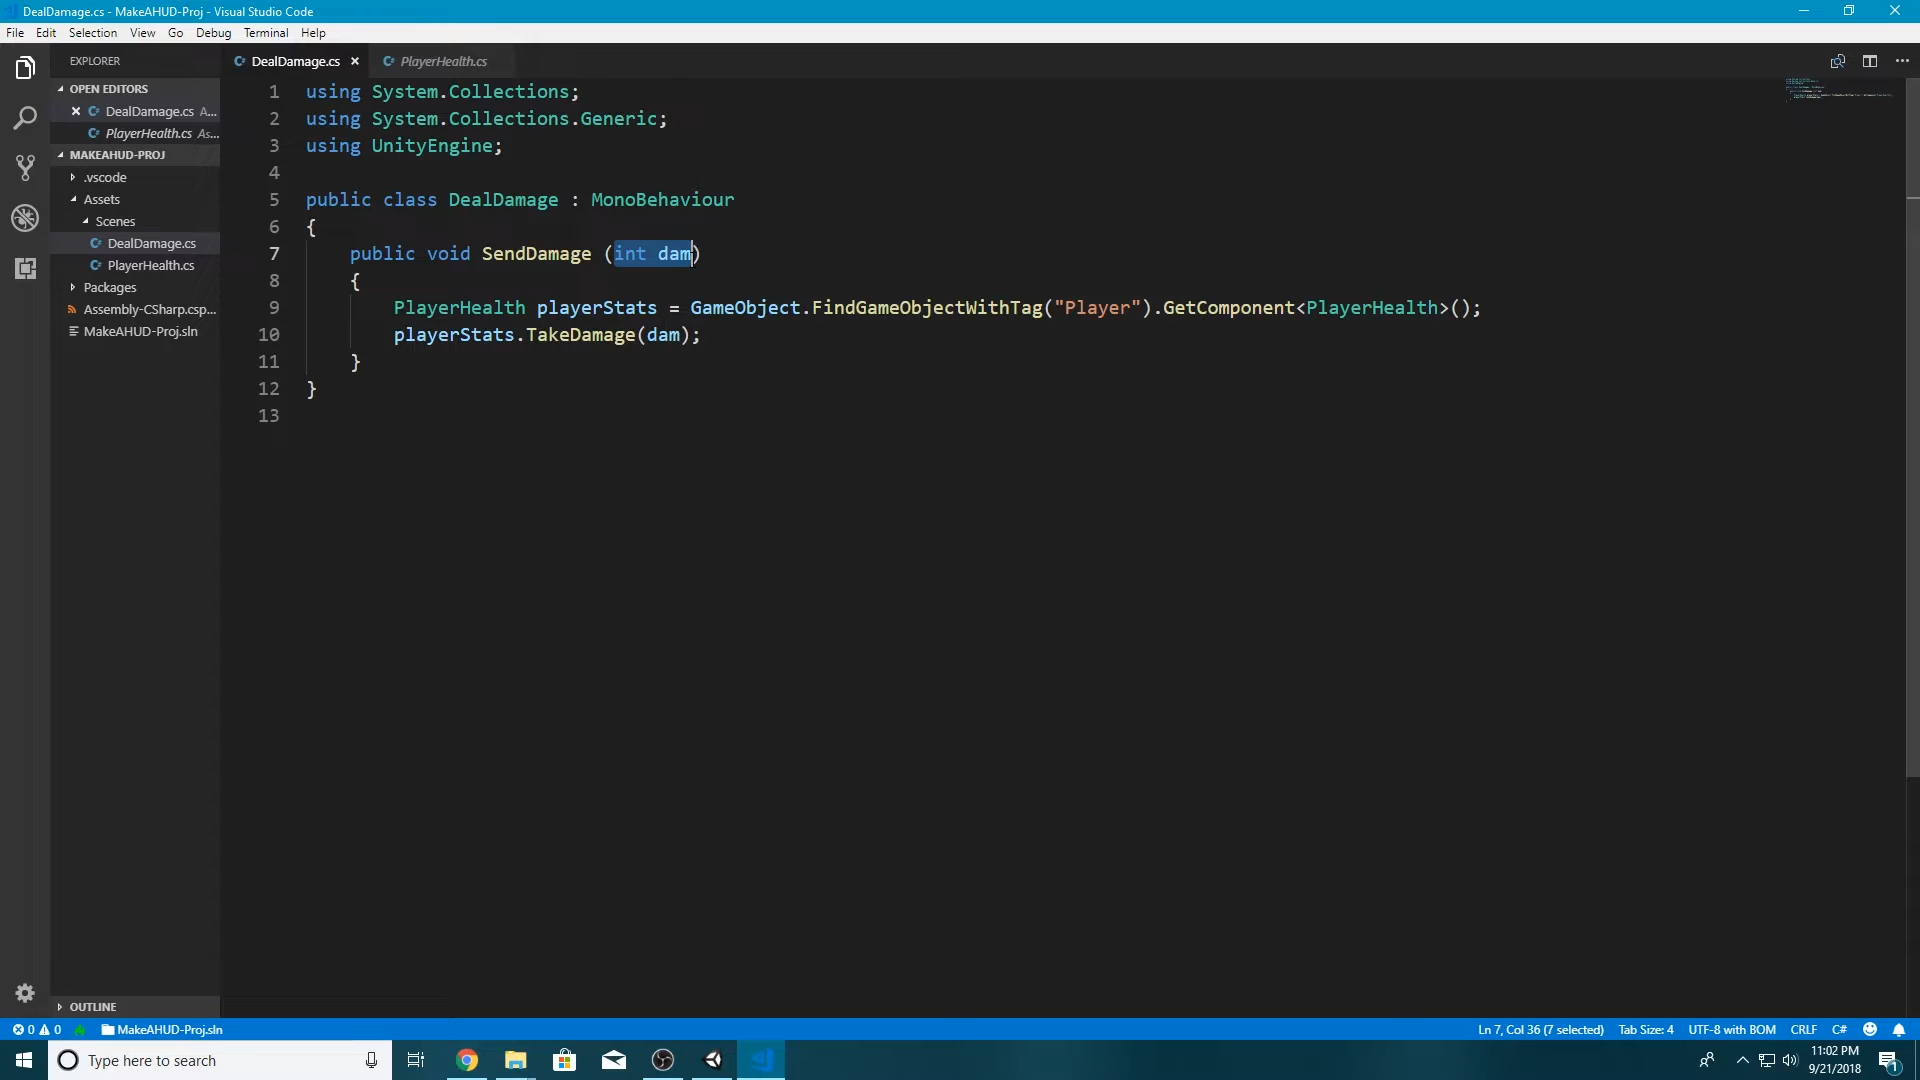 DealDamage.cs - MakeAHUD-Proj - Visual Studio Code
File Edit Selection View Go Debug Terminal Help
EXPLORER
OPEN EDITORS
DealDamage.cs A...
PlayerHealth.cs As...
MAKEAHUD-PROJ
.vscode
Assets
Scenes
DealDamage.cs
PlayerHealth.cs
Packages
Assembly-CSharp.csp...
MakeAHUD-Proj.sln
OUTLINE
DealDamage.cs PlayerHealth.cs
1 using System.Collections;
2 using System.Collections.Generic;
3 using UnityEngine;
4
5 public class DealDamage : MonoBehaviour
6 {
7 public void SendDamage (int dam)
8 {
9 PlayerHealth playerStats = GameObject.FindGameObjectWithTag("Player").GetComponent<PlayerHealth>();
10 playerStats.TakeDamage(dam);
11 }
12 }
13
0 0 MakeAHUD-Proj.sln Ln 7, Col 36 (7 selected) Tab Size: 4 UTF-8 with BOM CRLF C#
Type here to search
11:02 PM
9/21/2018
1